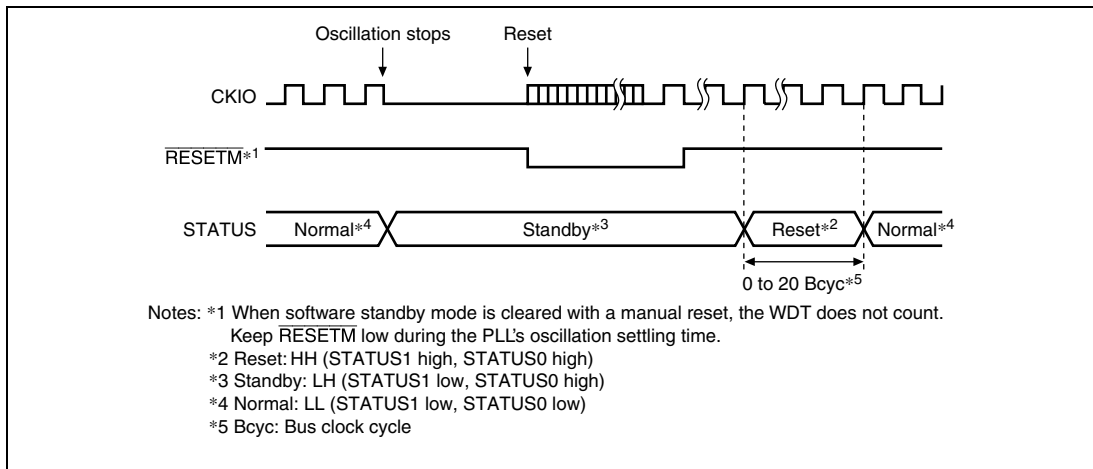 Oscillation stops Reset
CKIO
RESETM*1
STATUS Normal*4 Standby*3 Reset*2 Normal*4
0 to 20 Bcyc*5
Notes: *1 When software standby mode is cleared with a manual reset, the WDT does not count.
Keep RESETM low during the PLL's oscillation settling time.
*2 Reset: HH (STATUS1 high, STATUS0 high)
*3 Standby: LH (STATUS1 low, STATUS0 high)
*4 Normal: LL (STATUS1 low, STATUS0 low)
*5 Bcyc: Bus clock cycle